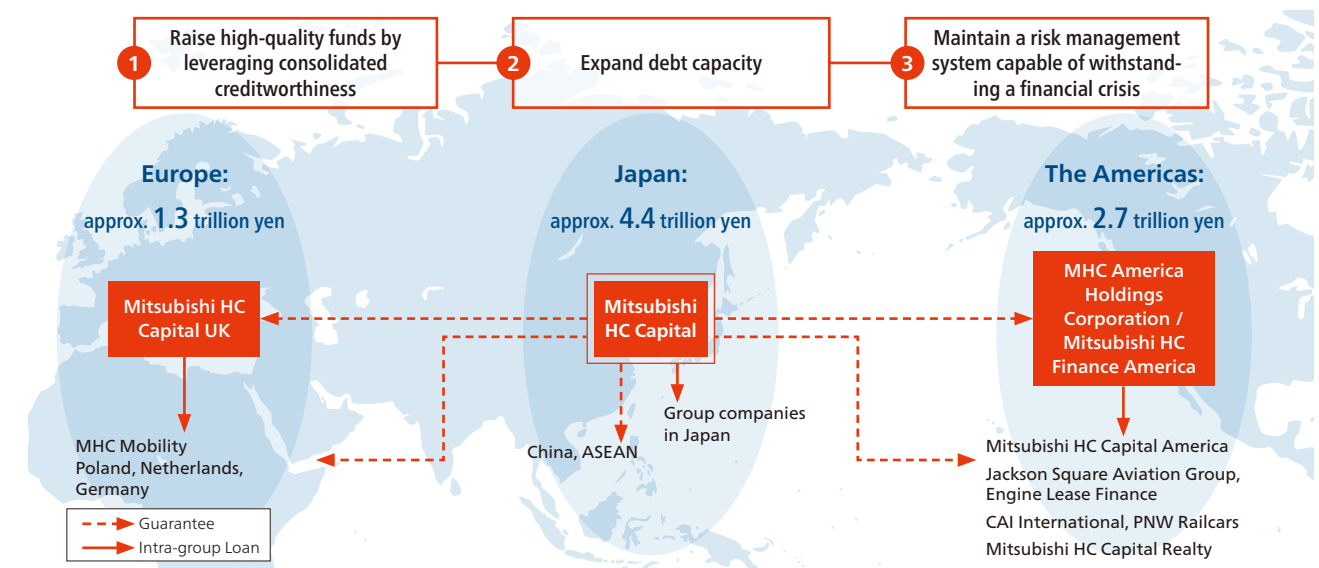 1
Raise high-quality funds by
leveraging consolidated
creditworthiness
2
Expand debt capacity
3
Maintain a risk management
system capable of withstand-
ing a financial crisis
Europe:
approx. 1.3 trillion yen
Japan:
approx. 4.4 trillion yen
The Americas:
approx. 2.7 trillion yen
Mitsubishi HC
Capital UK
Mitsubishi
HC Capital
MHC America
Holdings
Corporation /
Mitsubishi HC
Finance America
MHC Mobility
Poland, Netherlands,
Germany
China, ASEAN
Group companies
in Japan
Mitsubishi HC Capital America
Jackson Square Aviation Group,
Engine Lease Finance
CAI International, PNW Railcars
Mitsubishi HC Capital Realty
Guarantee
Intra-group Loan